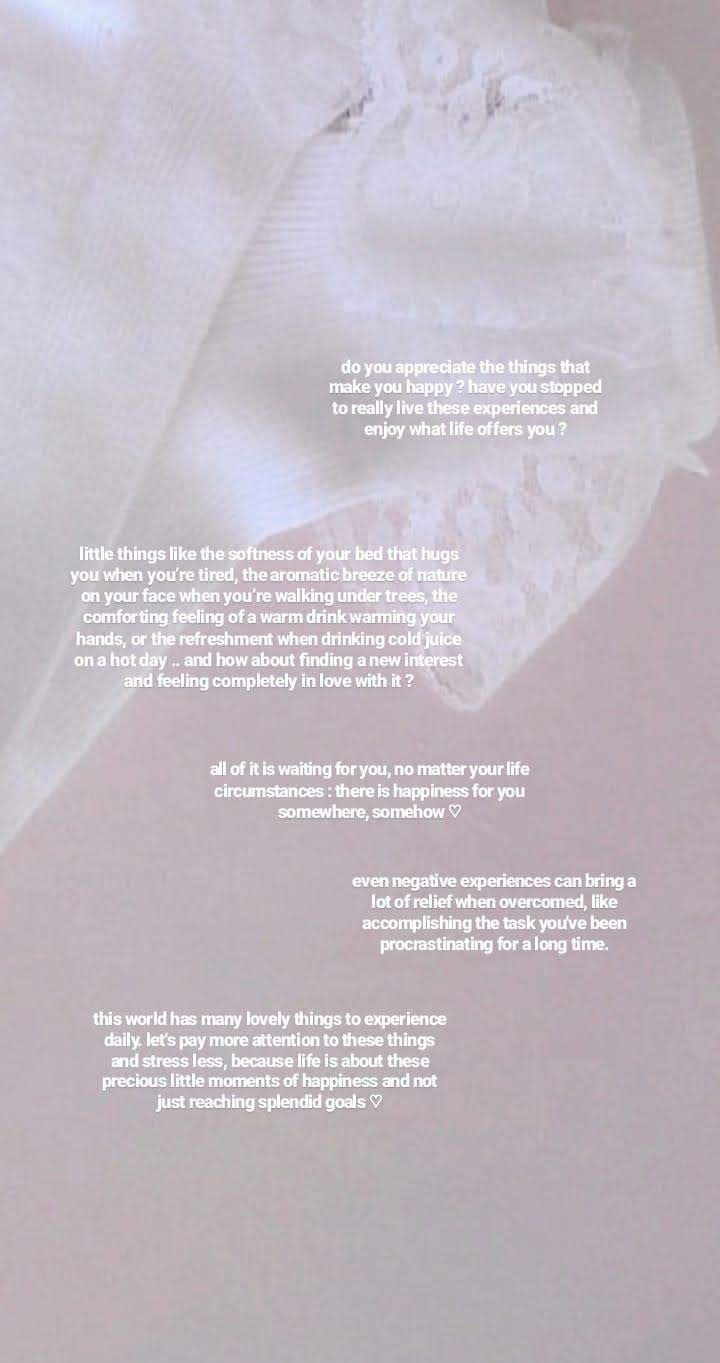 do you appreciate the things that
make you happy ? have you stopped
to really live these experiences and
enjoy what life offers you ?
little things like the softness of your bed that hugs
you when you're tired, the aromatic breeze of nature
on your face when you're walking under trees, the
comforting feeling of a warm drink warming your
hands, or the refreshment when drinking cold juice
on a hot day .. and how about finding a new interest
and feeling completely in love with it ?
all of it is waiting for you, no matter your life
circumstances : there is happiness for you
somewhere, somehow ♡
even negative experiences can bring a
lot of relief when overcomed, like
accomplishing the task you've been
procrastinating for a long time.
this world has many lovely things to experience
daily. let's pay more attention to these things
and stress less, because life is about these
precious little moments of happiness and not
just reaching splendid goals ♡